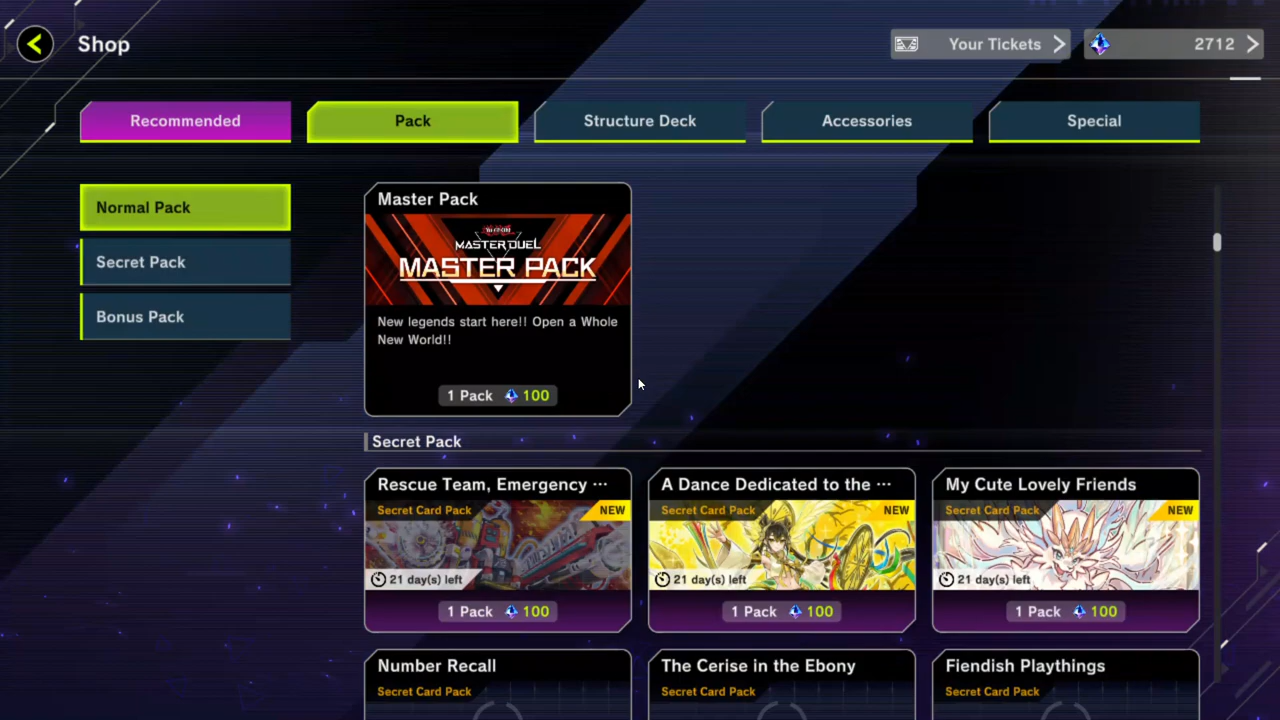 Shop
Your Tickets
2712
Recommended
Pack
Structure Deck
Accessories
Special
Normal Pack
Secret Pack
Bonus Pack
Master Pack
MASTER DUEL
MASTER PACK
New legends start here!! Open a Whole
New World!!
1 Pack 100
Secret Pack
Rescue Team, Emergency ···
Secret Card Pack
NEW
21 day(s) left
1 Pack 100
A Dance Dedicated to the ···
Secret Card Pack
NEW
21 day(s) left
1 Pack 100
My Cute Lovely Friends
Secret Card Pack
NEW
21 day(s) left
1 Pack 100
Number Recall
Secret Card Pack
The Cerise in the Ebony
Secret Card Pack
Fiendish Playthings
Secret Card Pack